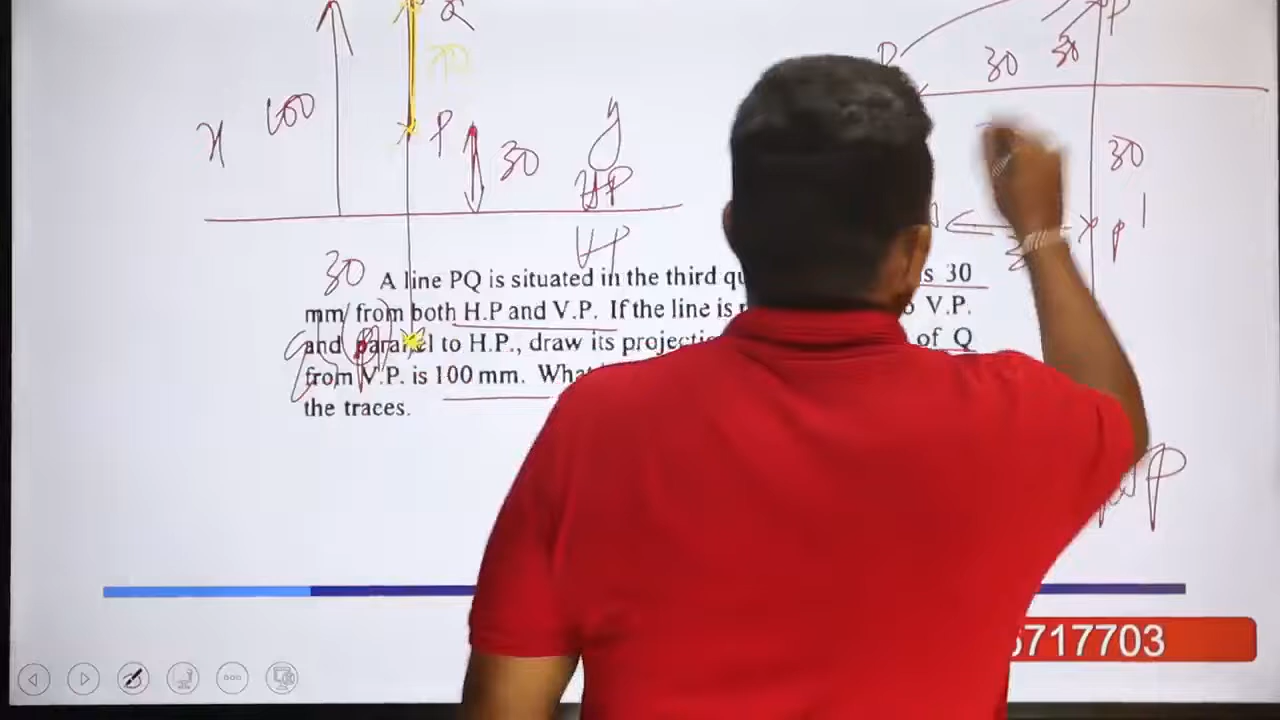 Q
P
70
30
30
100
P
30
30
x
y
HP
VP
p'
30
A line PQ is situated in the third qu s 30
mm/ from both H.P and V.P. If the line is V.P.
and parallel to H.P., draw its projectio of Q
from V.P. is 100 mm. What
the traces.
5717703